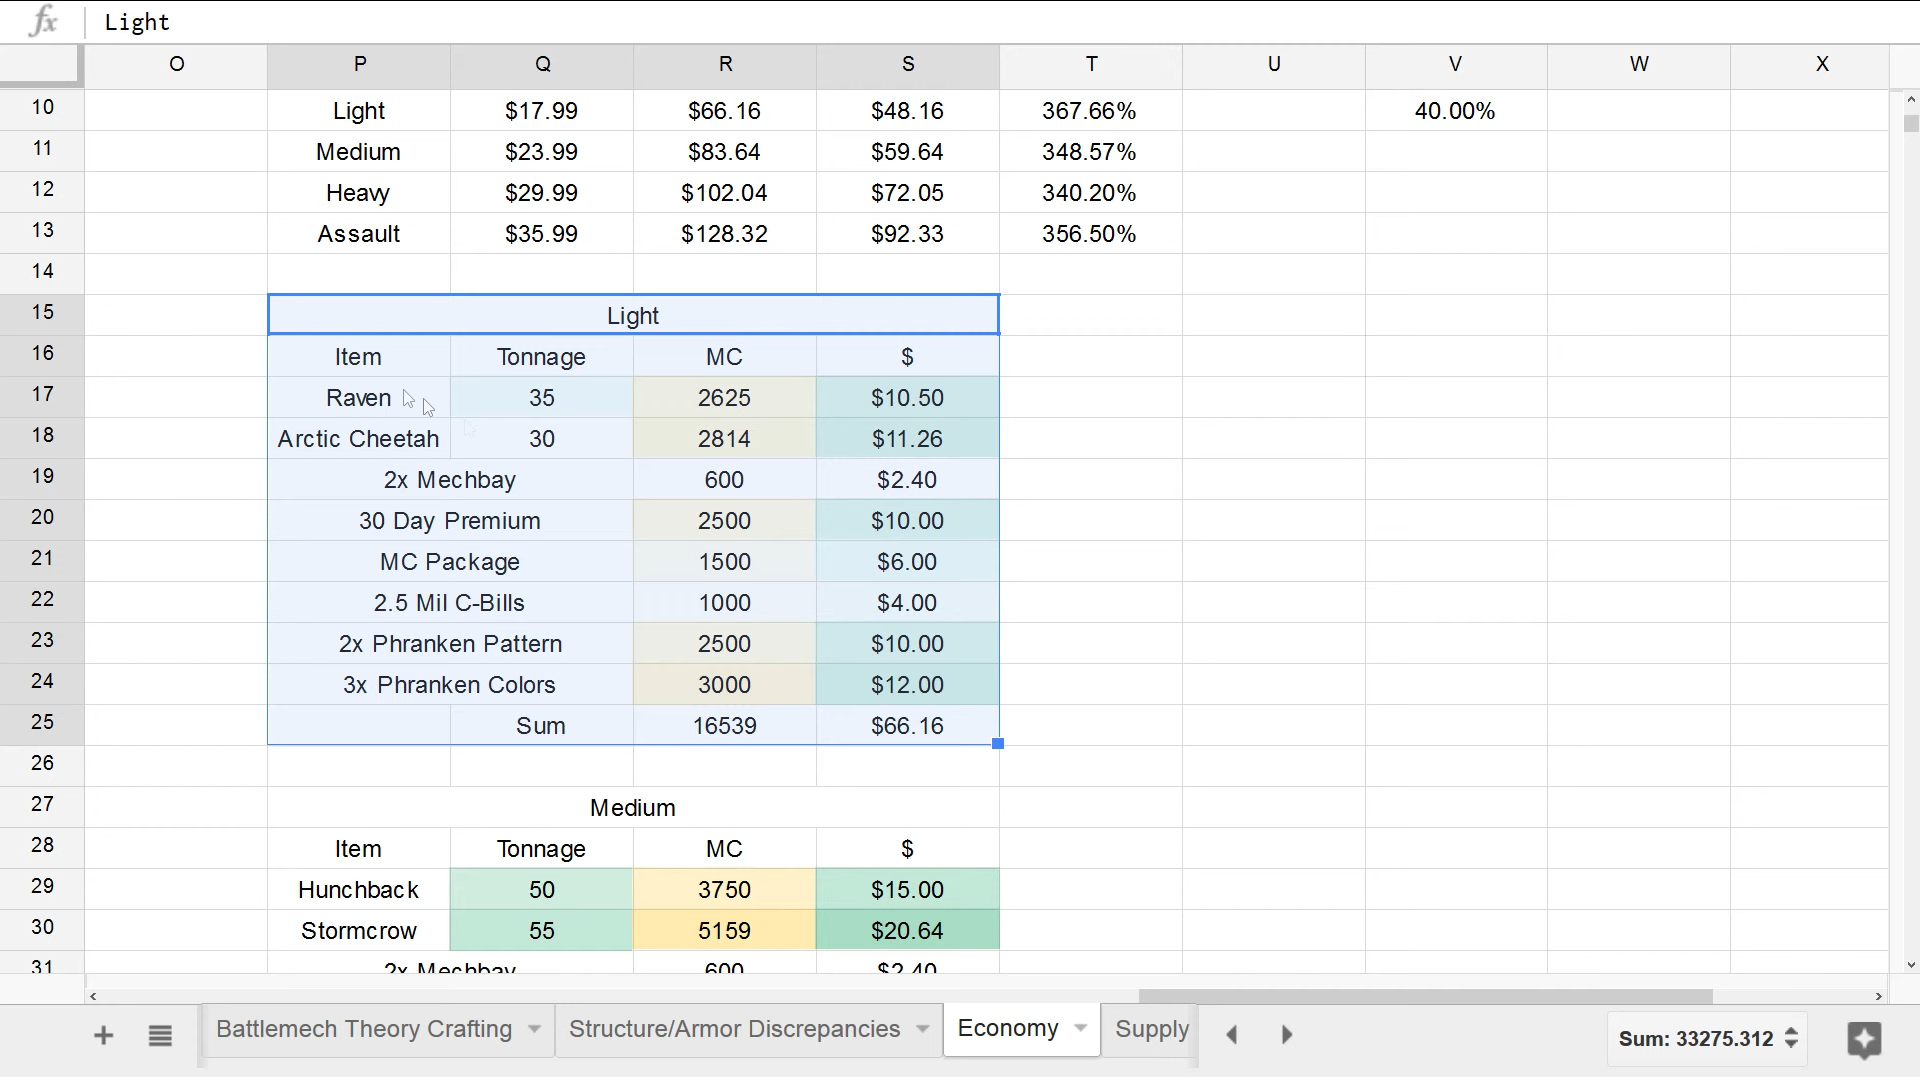 fx Light
O P Q R S T U V W X
10 Light $17.99 $66.16 $48.16 367.66% 40.00%
11 Medium $23.99 $83.64 $59.64 348.57%
12 Heavy $29.99 $102.04 $72.05 340.20%
13 Assault $35.99 $128.32 $92.33 356.50%
14
15 Light
16 Item Tonnage MC $
17 Raven 35 2625 $10.50
18 Arctic Cheetah 30 2814 $11.26
19 2x Mechbay 600 $2.40
20 30 Day Premium 2500 $10.00
21 MC Package 1500 $6.00
22 2.5 Mil C-Bills 1000 $4.00
23 2x Phranken Pattern 2500 $10.00
24 3x Phranken Colors 3000 $12.00
25 Sum 16539 $66.16
26
27 Medium
28 Item Tonnage MC $
29 Hunchback 50 3750 $15.00
30 Stormcrow 55 5159 $20.64
31 2x Mechbay 600 $2.40
Battlemech Theory Crafting Structure/Armor Discrepancies Economy Supply Sum: 33275.312